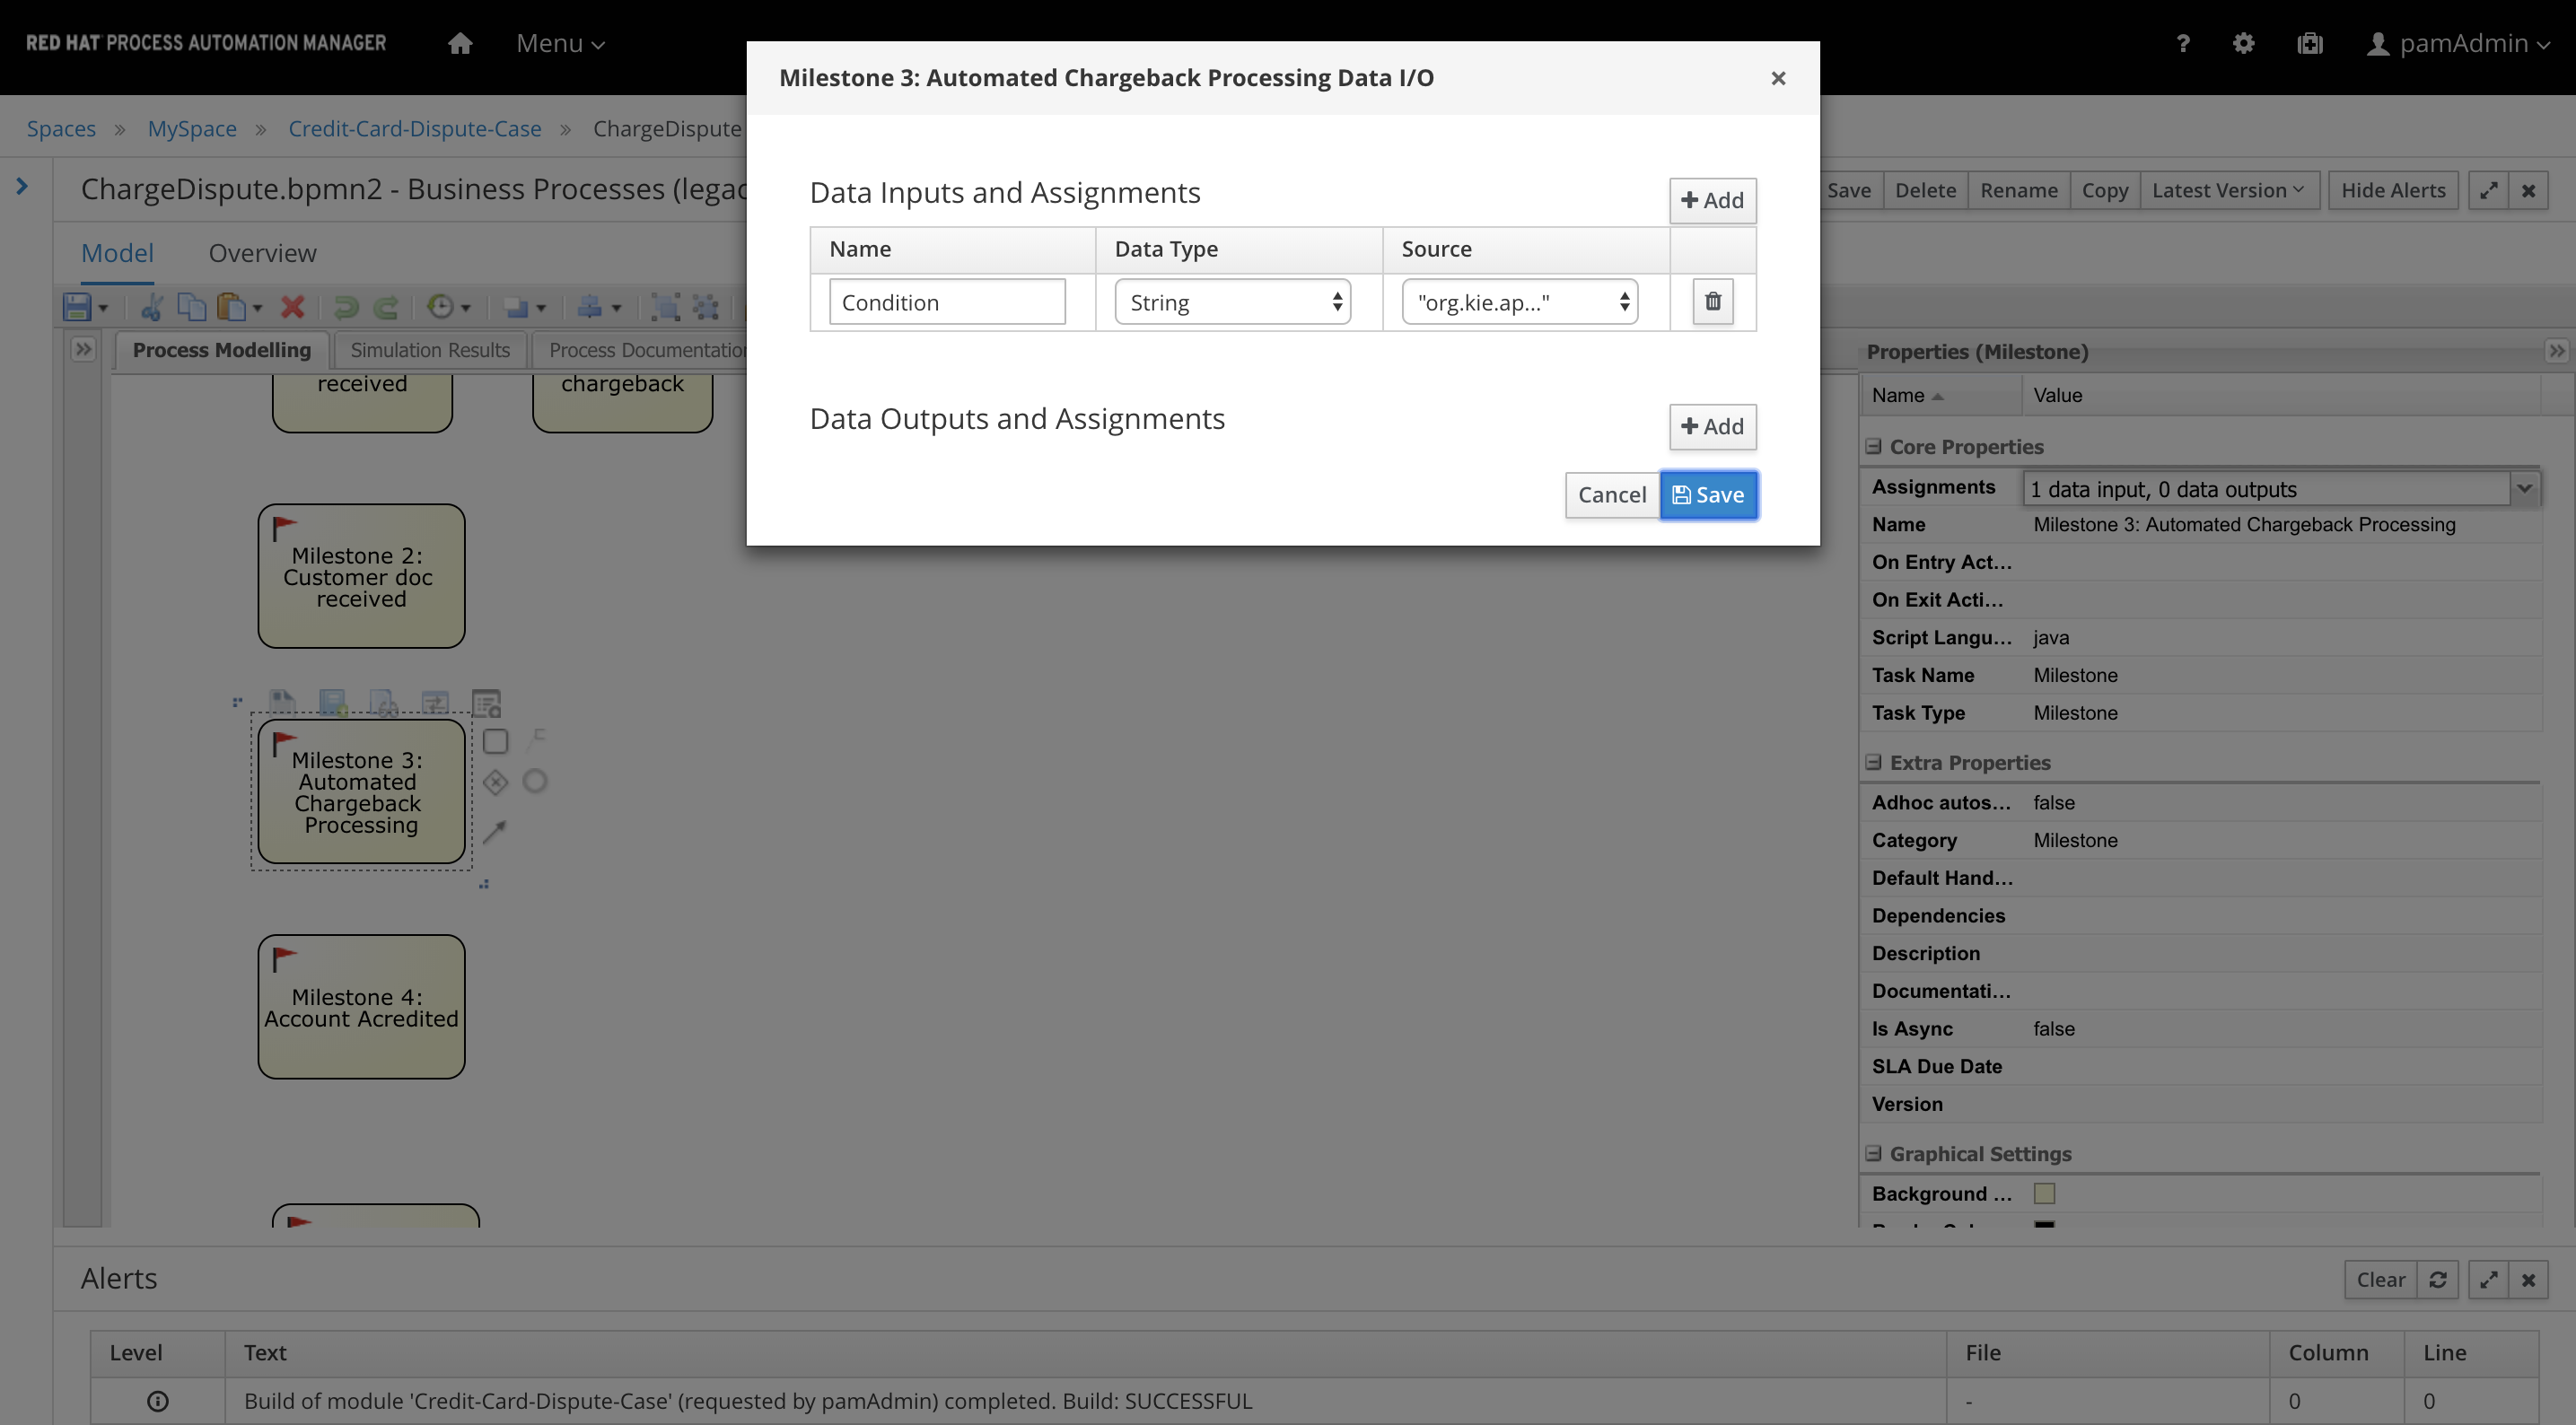 RED HAT PROCESS AUTOMATION MANAGER
Menu
?
pamAdmin
Milestone 3: Automated Chargeback Processing Data I/O
×
Spaces » MySpace » Credit-Card-Dispute-Case » ChargeDispute
ChargeDispute.bpmn2 - Business Processes (legac
Save
Delete
Rename
Copy
Latest Version
Hide Alerts
Model
Overview
Data Inputs and Assignments
Add
Name
Data Type
Source
Condition
String
"org.kie.ap..."
Data Outputs and Assignments
Add
Cancel
Save
Process Modelling
Simulation Results
Process Documentation
received
chargeback
Milestone 2:
Customer doc
received
Milestone 3:
Automated
Chargeback
Processing
Milestone 4:
Account Acredited
Properties (Milestone)
Name
Value
Core Properties
Assignments 1 data input, 0 data outputs
Name Milestone 3: Automated Chargeback Processing
On Entry Act...
On Exit Acti...
Script Langu... java
Task Name Milestone
Task Type Milestone
Extra Properties
Adhoc autos... false
Category Milestone
Default Hand...
Dependencies
Description
Documentati...
Is Async false
SLA Due Date
Version
Graphical Settings
Background ...
Alerts
Clear
Level
Text
File
Column
Line
Build of module 'Credit-Card-Dispute-Case' (requested by pamAdmin) completed. Build: SUCCESSFUL
-
0
0